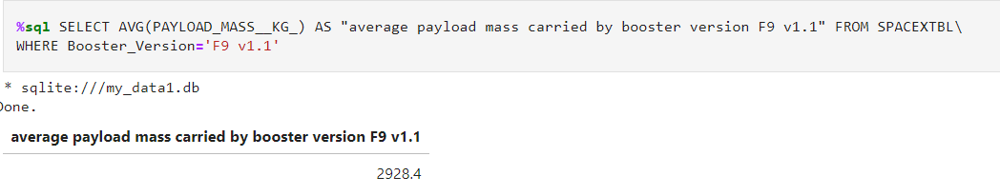 %sql SELECT AVG(PAYLOAD_MASS__KG_) AS "average payload mass carried by booster version F9 v1.1" FROM SPACEXTBL\
WHERE Booster_Version='F9 v1.1'
* sqlite:///my_data1.db
Done.
average payload mass carried by booster version F9 v1.1
2928.4